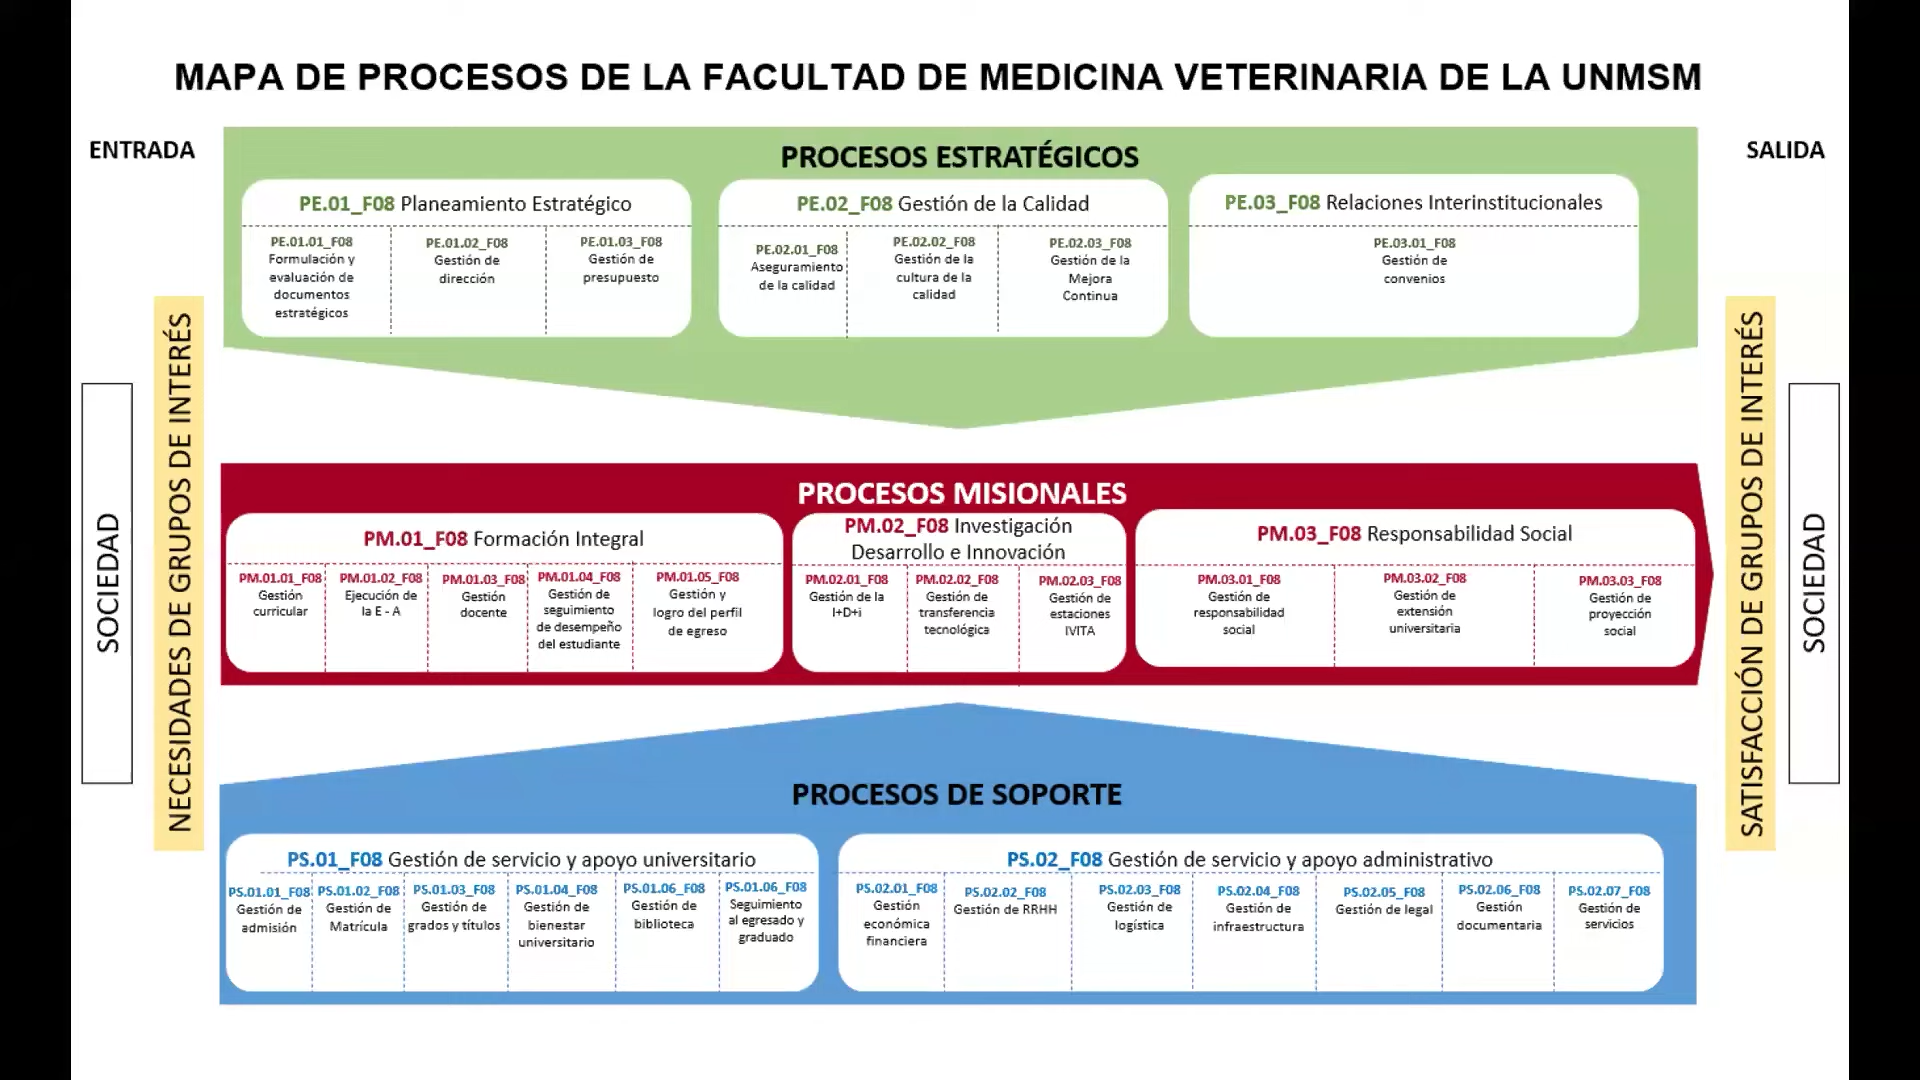 MAPA DE PROCESOS DE LA FACULTAD DE MEDICINA VETERINARIA DE LA UNMSM
ENTRADA
SALIDA
SOCIEDAD
NECESIDADES DE GRUPOS DE INTERÉS
PROCESOS ESTRATÉGICOS
PE.01_F08 Planeamiento Estratégico
PE.01.01_F08
Formulación y
evaluación de
documentos
estratégicos
PE.01.02_F08
Gestión de
dirección
PE.01.03_F08
Gestión de
presupuesto
PE.02_F08 Gestión de la Calidad
PE.02.01_F08
Aseguramiento
de la calidad
PE.02.02_F08
Gestión de la
cultura de la
calidad
PE.02.03_F08
Gestión de la
Mejora
Continua
PE.03_F08 Relaciones Interinstitucionales
PE.03.01_F08
Gestión de
convenios
PROCESOS MISIONALES
PM.01_F08 Formación Integral
PM.01.01_F08
Gestión
curricular
PM.01.02_F08
Ejecución de
la E - A
PM.01.03_F08
Gestión
docente
PM.01.04_F08
Gestión de
seguimiento
de desempeño
del estudiante
PM.01.05_F08
Gestión y
logro del perfil
de egreso
PM.02_F08 Investigación
Desarrollo e Innovación
PM.02.01_F08
Gestión de la
I+D+i
PM.02.02_F08
Gestión de
transferencia
tecnológica
PM.02.03_F08
Gestión de
estaciones
IVITA
PM.03_F08 Responsabilidad Social
PM.03.01_F08
Gestión de
responsabilidad
social
PM.03.02_F08
Gestión de
extensión
universitaria
PM.03.03_F08
Gestión de
proyección
social
PROCESOS DE SOPORTE
PS.01_F08 Gestión de servicio y apoyo universitario
PS.01.01_F08
Gestión de
admisión
PS.01.02_F08
Gestión de
Matrícula
PS.01.03_F08
Gestión de
grados y títulos
PS.01.04_F08
Gestión de
bienestar
universitario
PS.01.06_F08
Gestión de
biblioteca
PS.01.06_F08
Seguimiento
al egresado y
graduado
PS.02_F08 Gestión de servicio y apoyo administrativo
PS.02.01_F08
Gestión
económica
financiera
PS.02.02_F08
Gestión de RRHH
PS.02.03_F08
Gestión de
logística
PS.02.04_F08
Gestión de
infraestructura
PS.02.05_F08
Gestión de legal
PS.02.06_F08
Gestión
documentaria
PS.02.07_F08
Gestión de
servicios
SATISFACCIÓN DE GRUPOS DE INTERÉS
SOCIEDAD